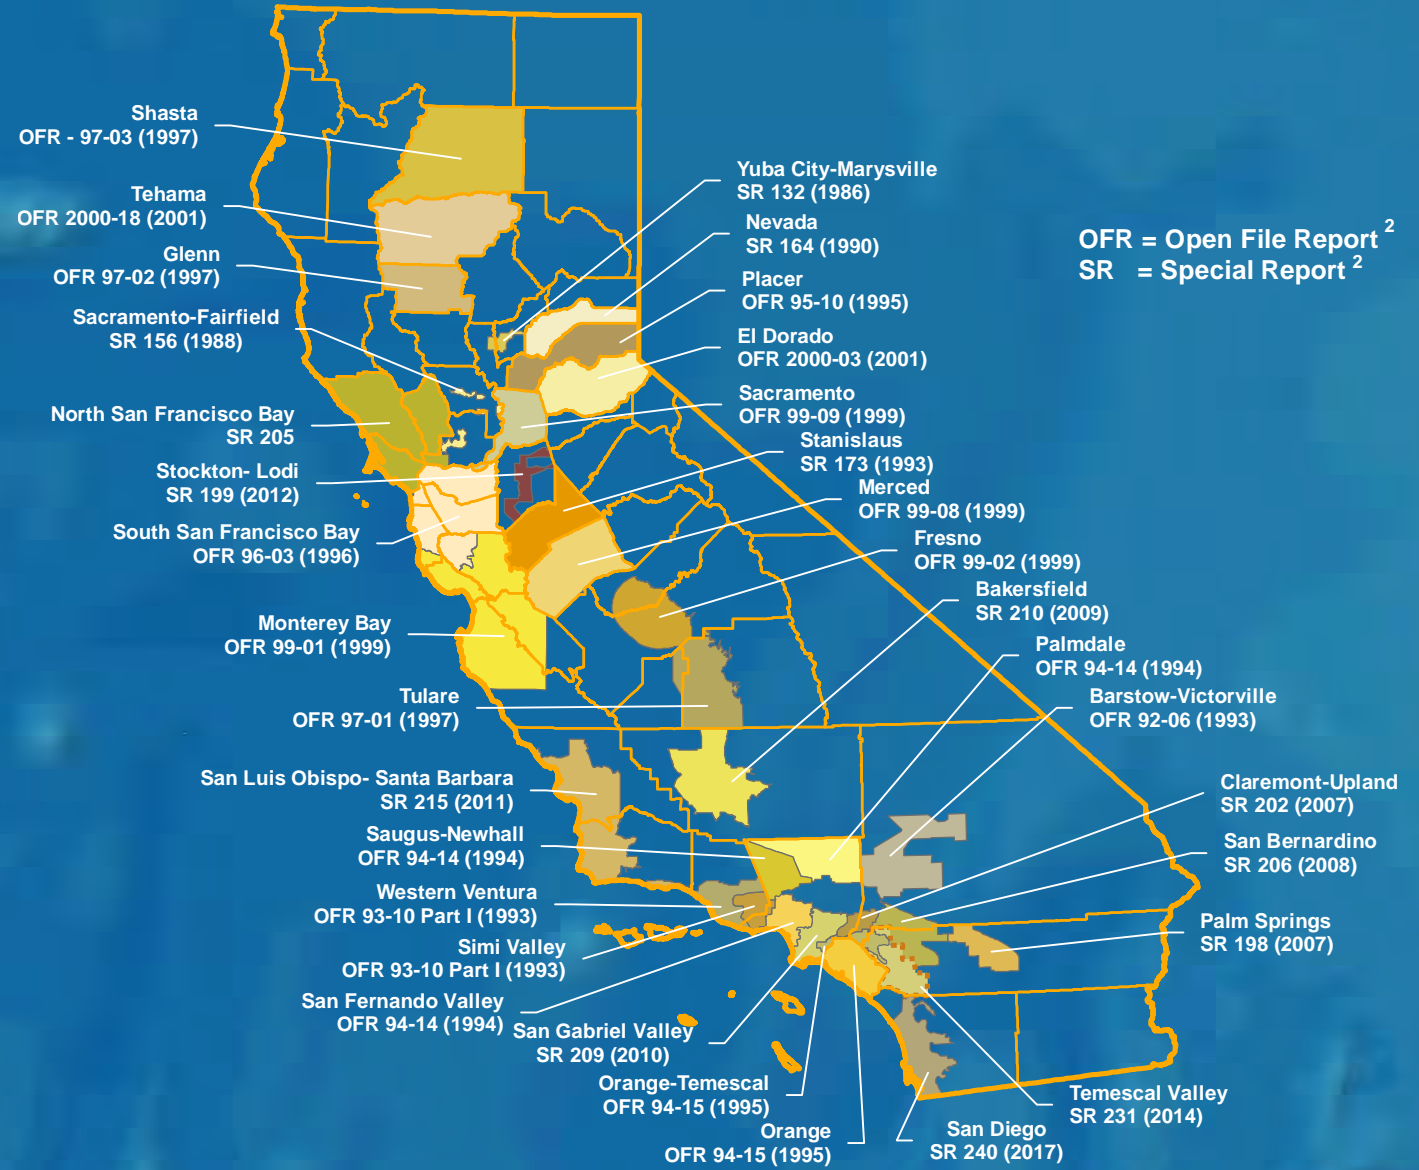 Shasta
OFR - 97-03 (1997)
Tehama
OFR 2000-18 (2001)
Glenn
OFR 97-02 (1997)
Sacramento-Fairfield
SR 156 (1988)
North San Francisco Bay
SR 205
Stockton- Lodi
SR 199 (2012)
South San Francisco Bay
OFR 96-03 (1996)
Monterey Bay
OFR 99-01 (1999)
Tulare
OFR 97-01 (1997)
San Luis Obispo- Santa Barbara
SR 215 (2011)
Saugus-Newhall
OFR 94-14 (1994)
Western Ventura
OFR 93-10 Part I (1993)
Simi Valley
OFR 93-10 Part I (1993)
San Fernando Valley
OFR 94-14 (1994)
San Gabriel Valley
SR 209 (2010)
Orange-Temescal
OFR 94-15 (1995)
Orange
OFR 94-15 (1995)
Yuba City-Marysville
SR 132 (1986)
Nevada
SR 164 (1990)
Placer
OFR 95-10 (1995)
El Dorado
OFR 2000-03 (2001)
Sacramento
OFR 99-09 (1999)
Stanislaus
SR 173 (1993)
Merced
OFR 99-08 (1999)
Fresno
OFR 99-02 (1999)
Bakersfield
SR 210 (2009)
Palmdale
OFR 94-14 (1994)
Barstow-Victorville
OFR 92-06 (1993)
Claremont-Upland
SR 202 (2007)
San Bernardino
SR 206 (2008)
Palm Springs
SR 198 (2007)
Temescal Valley
SR 231 (2014)
San Diego
SR 240 (2017)
OFR = Open File Report 2
SR = Special Report 2